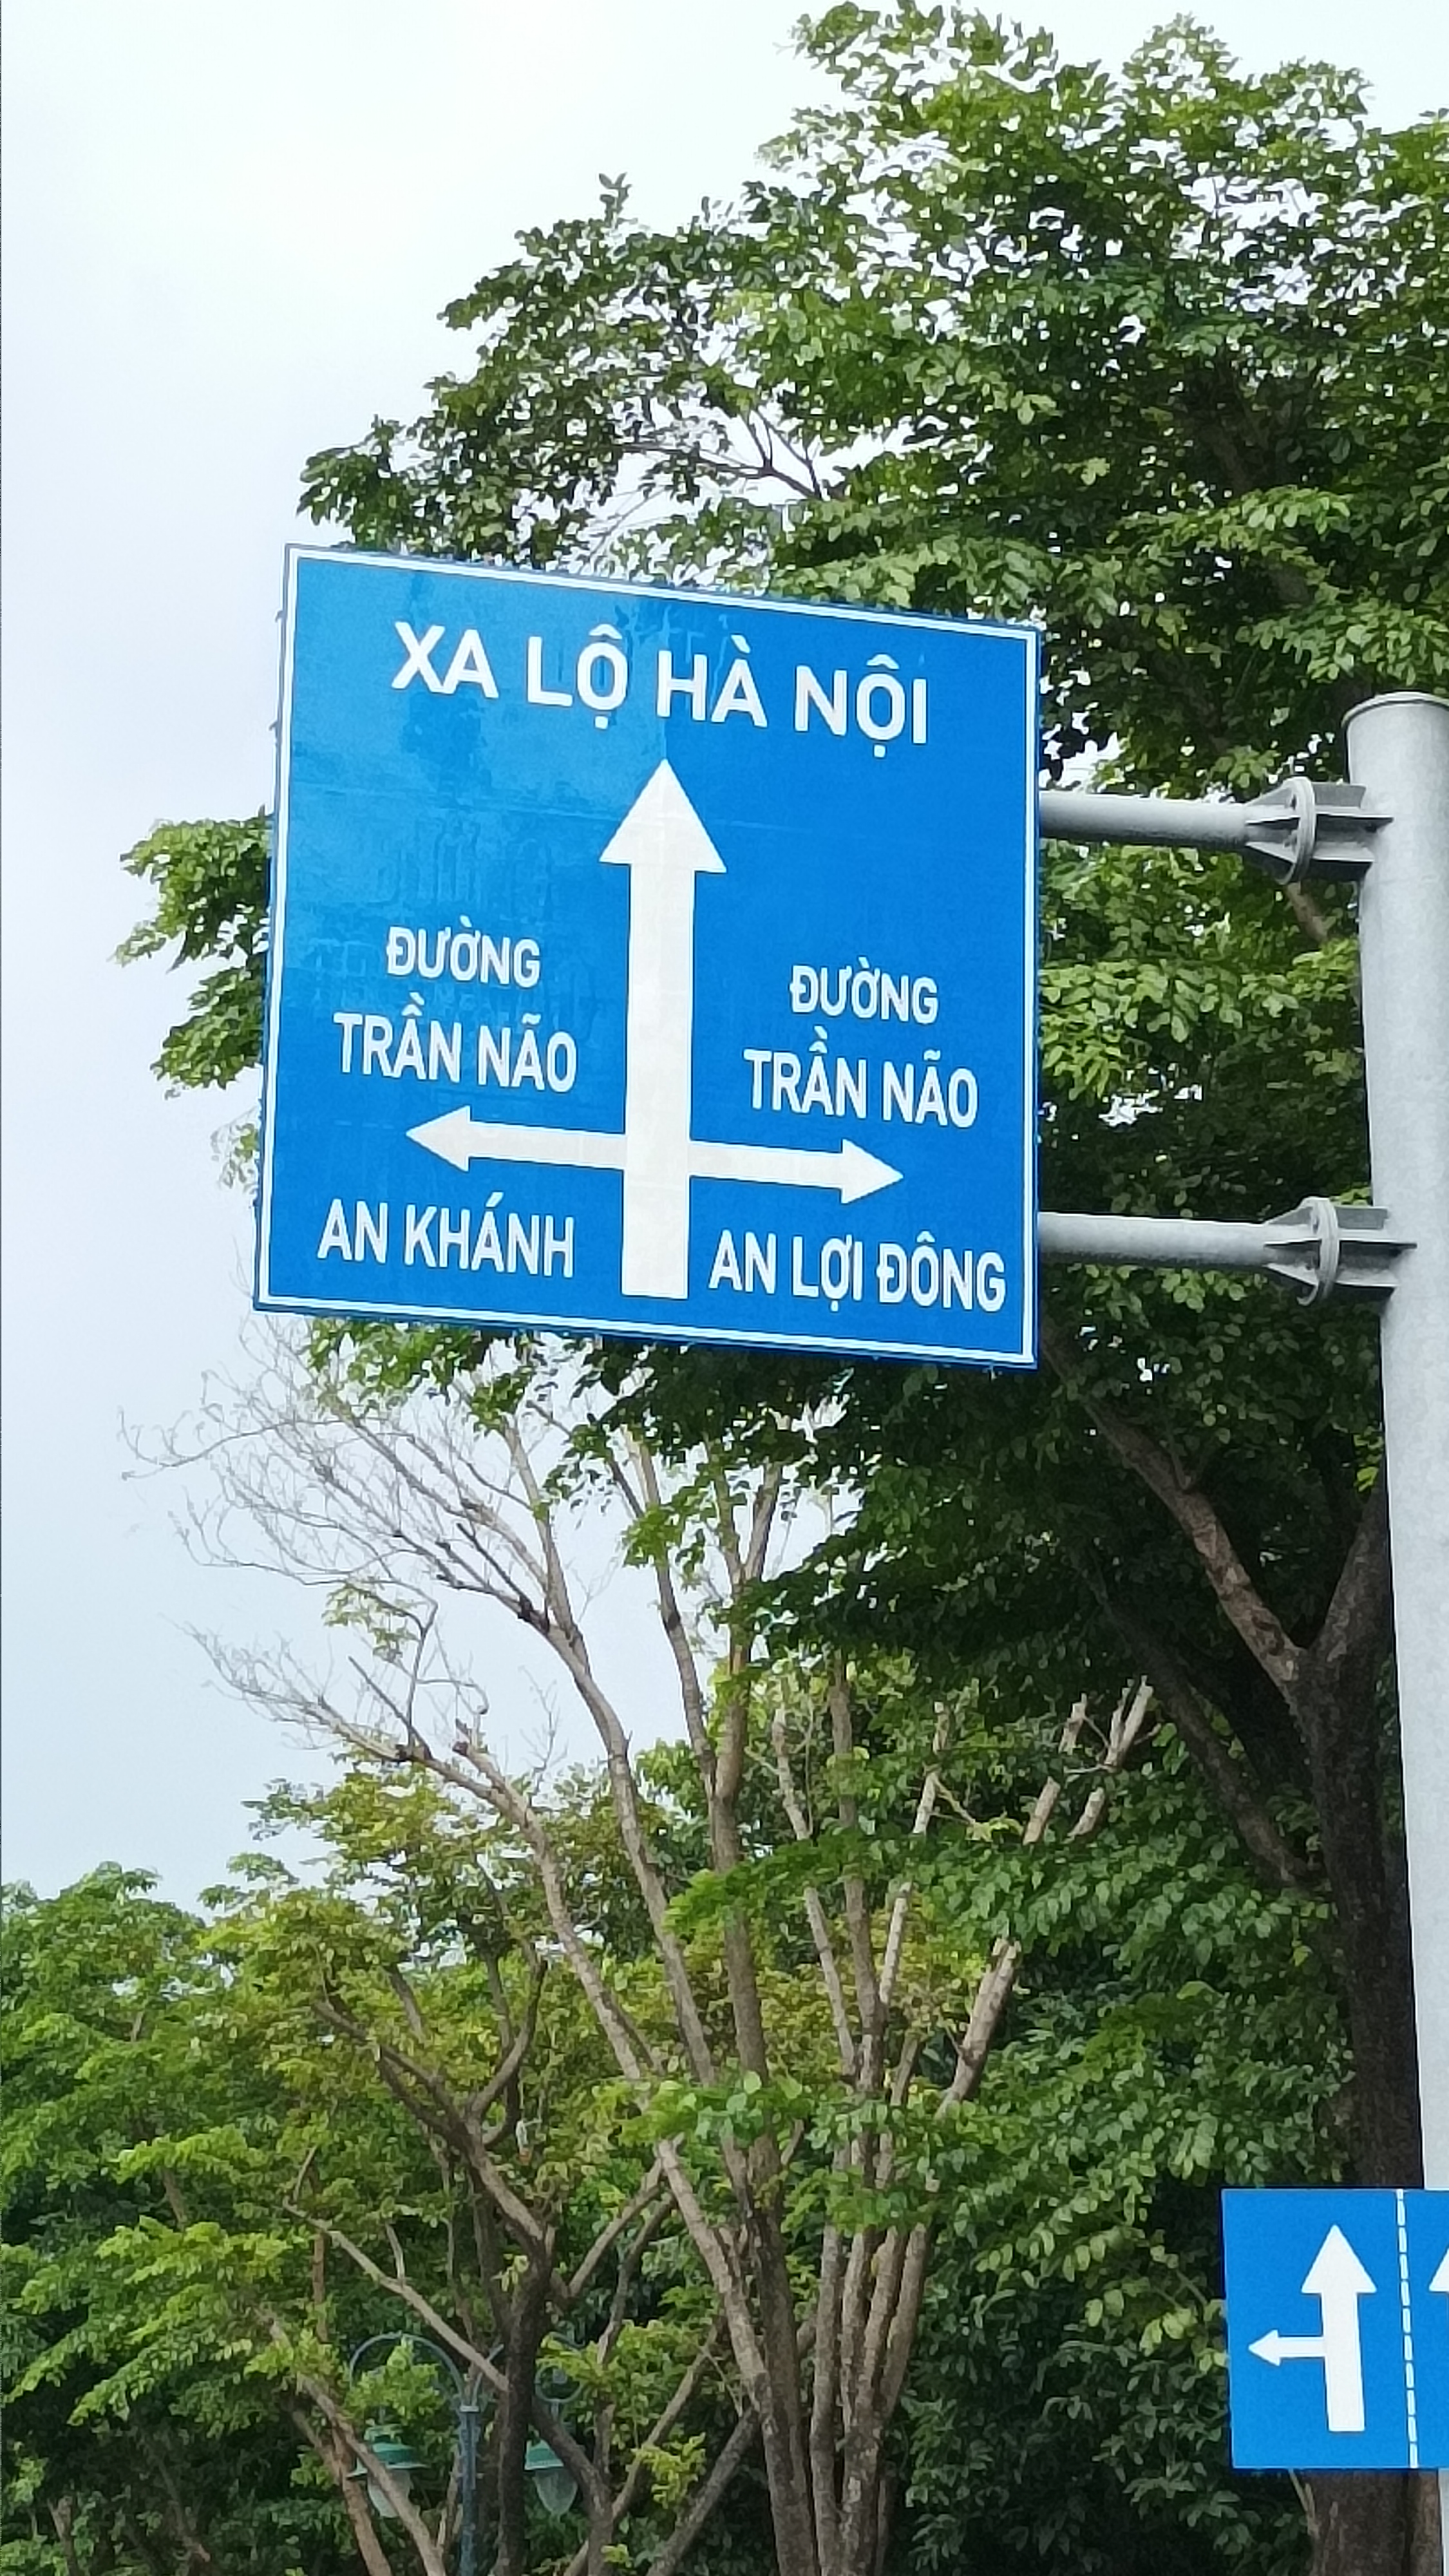 XA LỘ HÀ NỘI
ĐƯỜNG
TRẦN NÃO
AN KHÁNH
ĐƯỜNG
TRẦN NÃO
AN LỢI ĐÔNG